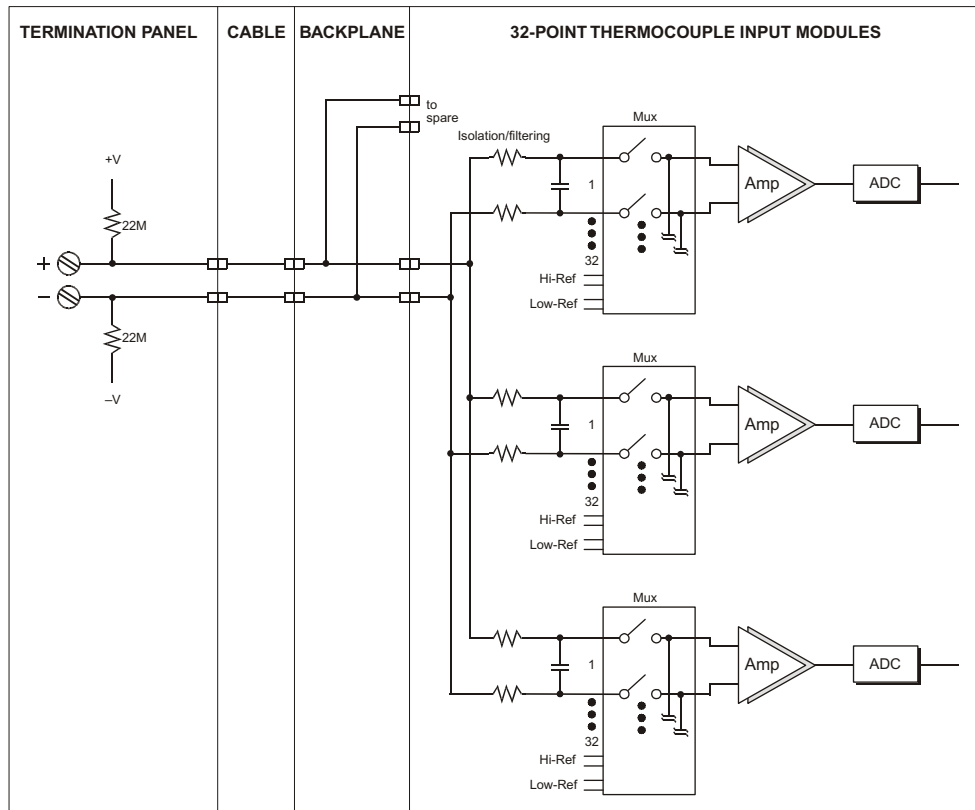 TERMINATION PANEL
CABLE
BACKPLANE
32-POINT THERMOCOUPLE INPUT MODULES
to
spare
+V
22M
+
−
22M
–V
Isolation/filtering
Mux
1
32
Hi-Ref
Low-Ref
Amp
ADC
Mux
1
32
Hi-Ref
Low-Ref
Amp
ADC
Mux
1
32
Hi-Ref
Low-Ref
Amp
ADC